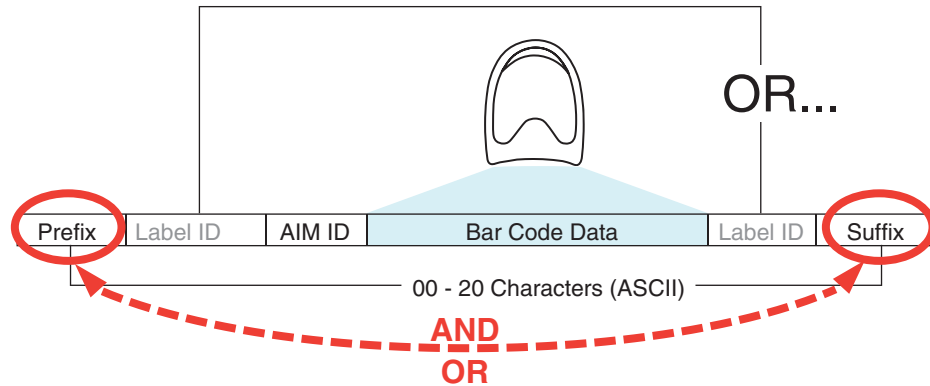 OR...
Prefix Label ID AIM ID Bar Code Data Label ID Suffix
00 - 20 Characters (ASCII)
AND
OR